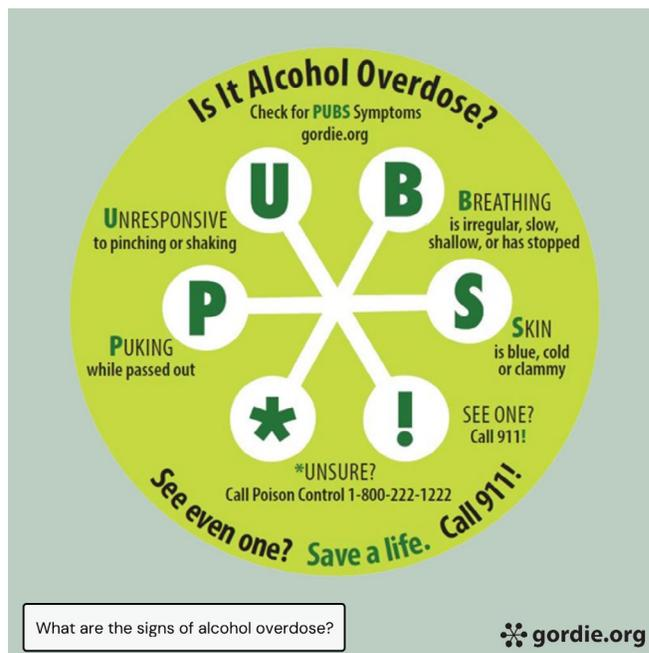 Is It Alcohol Overdose?
Check for PUBS Symptoms
gordie.org
U
B
UNRESPONSIVE
to pinching or shaking
BREATHING
is irregular, slow,
shallow, or has stopped
P
S
PUKING
while passed out
SKIN
is blue, cold
or clammy
*
!
SEE ONE?
Call 911!
*UNSURE?
Call Poison Control 1-800-222-1222
See even one? Save a life. Call 911!
What are the signs of alcohol overdose?
gordie.org